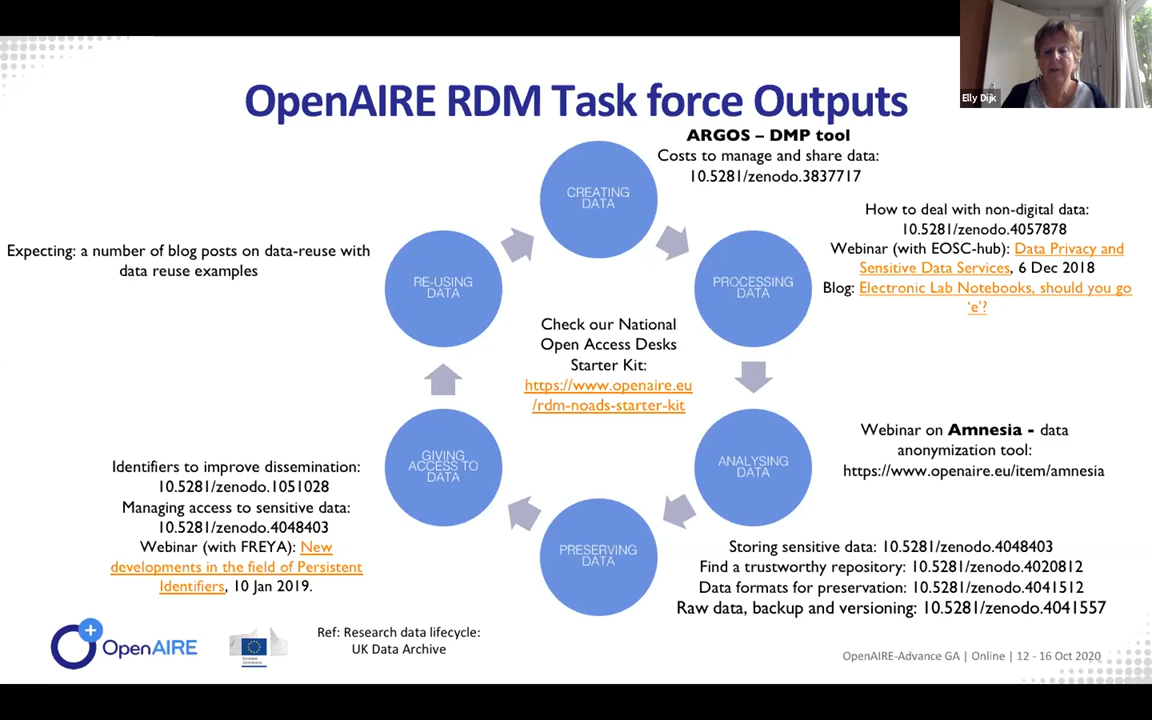 OpenAIRE RDM Task force Outputs
Elly Dijk
ARGOS – DMP tool
Costs to manage and share data:
10.5281/zenodo.3837717
CREATING
DATA
How to deal with non-digital data:
10.5281/zenodo.4057878
Webinar (with EOSC-hub): Data Privacy and
Sensitive Data Services, 6 Dec 2018
Blog: Electronic Lab Notebooks, should you go
'e'?
PROCESSING
DATA
Expecting: a number of blog posts on data-reuse with
data reuse examples
RE-USING
DATA
Check our National
Open Access Desks
Starter Kit:
https://www.openaire.eu
/rdm-noads-starter-kit
Webinar on Amnesia - data
anonymization tool:
https://www.openaire.eu/item/amnesia
ANALYSING
DATA
GIVING
ACCESS TO
DATA
Identifiers to improve dissemination:
10.5281/zenodo.1051028
Managing access to sensitive data:
10.5281/zenodo.4048403
Webinar (with FREYA): New
developments in the field of Persistent
Identifiers, 10 Jan 2019.
PRESERVING
DATA
Storing sensitive data: 10.5281/zenodo.4048403
Find a trustworthy repository: 10.5281/zenodo.4020812
Data formats for preservation: 10.5281/zenodo.4041512
Raw data, backup and versioning: 10.5281/zenodo.4041557
OpenAIRE
Ref: Research data lifecycle:
UK Data Archive
OpenAIRE-Advance GA | Online | 12 - 16 Oct 2020